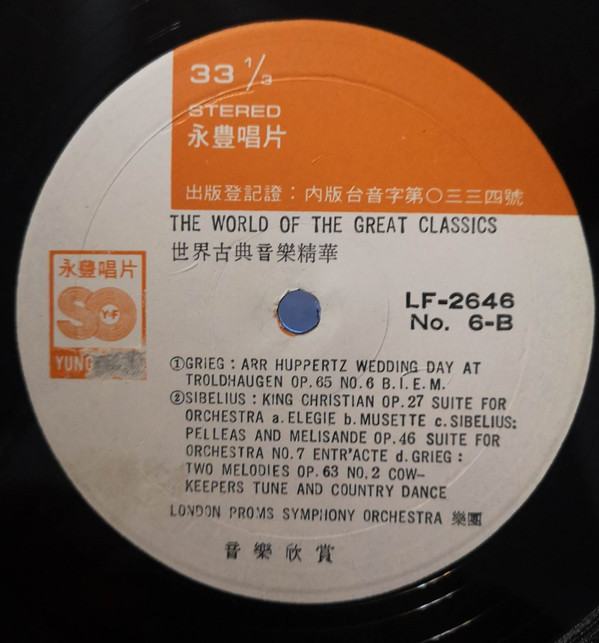 33 1/3
STEREO
永豐唱片
出版登記證：內版台音字第〇三三四號
THE WORLD OF THE GREAT CLASSICS
世界古典音樂精華
永豐唱片
Y·F
YUNG
LF-2646
No. 6-B
①GRIEG : ARR HUPPERTZ WEDDING DAY AT
TROLDHAUGEN OP. 65 NO. 6 B.I.E.M.
②SIBELIUS : KING CHRISTIAN OP. 27 SUITE FOR
ORCHESTRA a. ELEGIE b. MUSETTE c. SIBELIUS:
PELLEAS AND MELISANDE OP. 46 SUITE FOR
ORCHESTRA NO. 7 ENTR'ACTE d. GRIEG :
TWO MELODIES OP. 63 NO. 2 COW-
KEEPERS TUNE AND COUNTRY DANCE
LONDON PROMS SYMPHONY ORCHESTRA 樂團
音樂欣賞